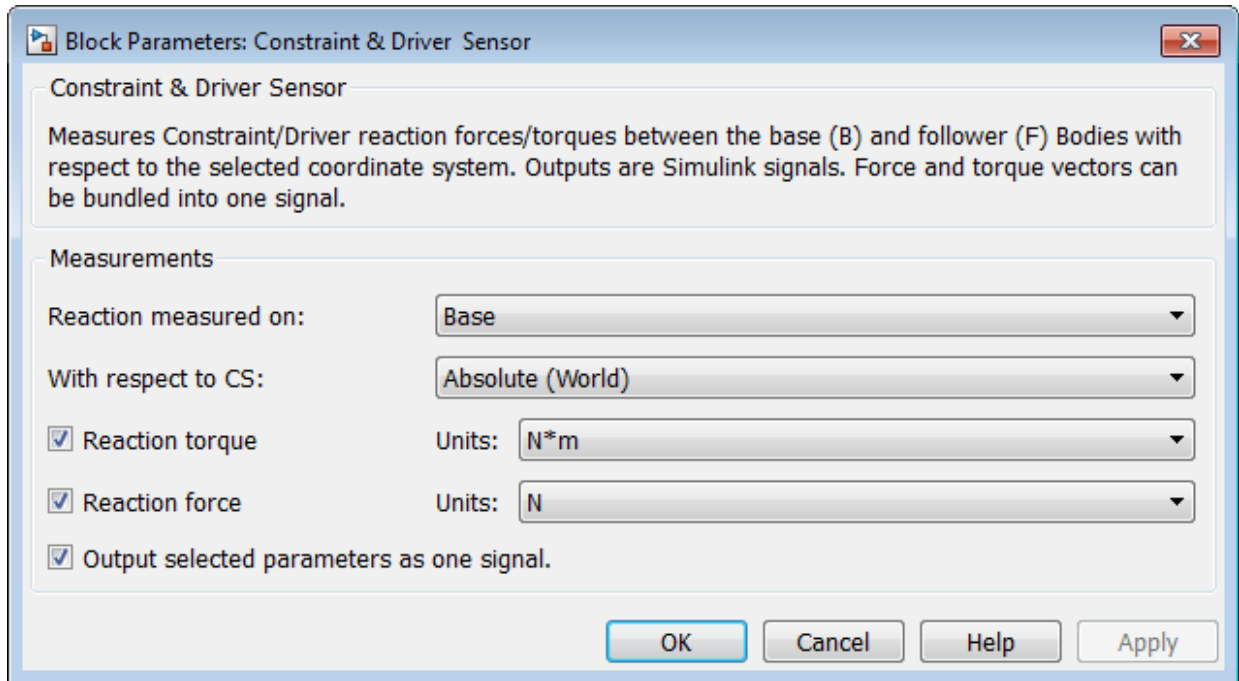 Block Parameters: Constraint & Driver Sensor
Constraint & Driver Sensor
Measures Constraint/Driver reaction forces/torques between the base (B) and follower (F) Bodies with
respect to the selected coordinate system. Outputs are Simulink signals. Force and torque vectors can
be bundled into one signal.
Measurements
Reaction measured on: Base
With respect to CS: Absolute (World)
Reaction torque Units: N*m
Reaction force Units: N
Output selected parameters as one signal.
OK Cancel Help Apply